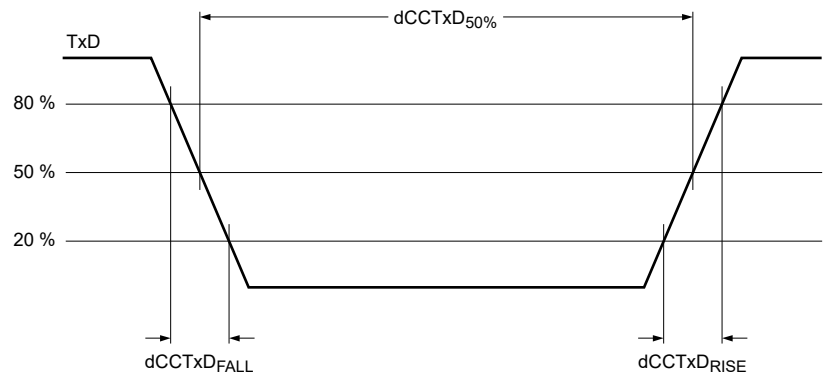 dCCTxD50%
TxD
80 %
50 %
20 %
dCCTxDFALL
dCCTxDRISE